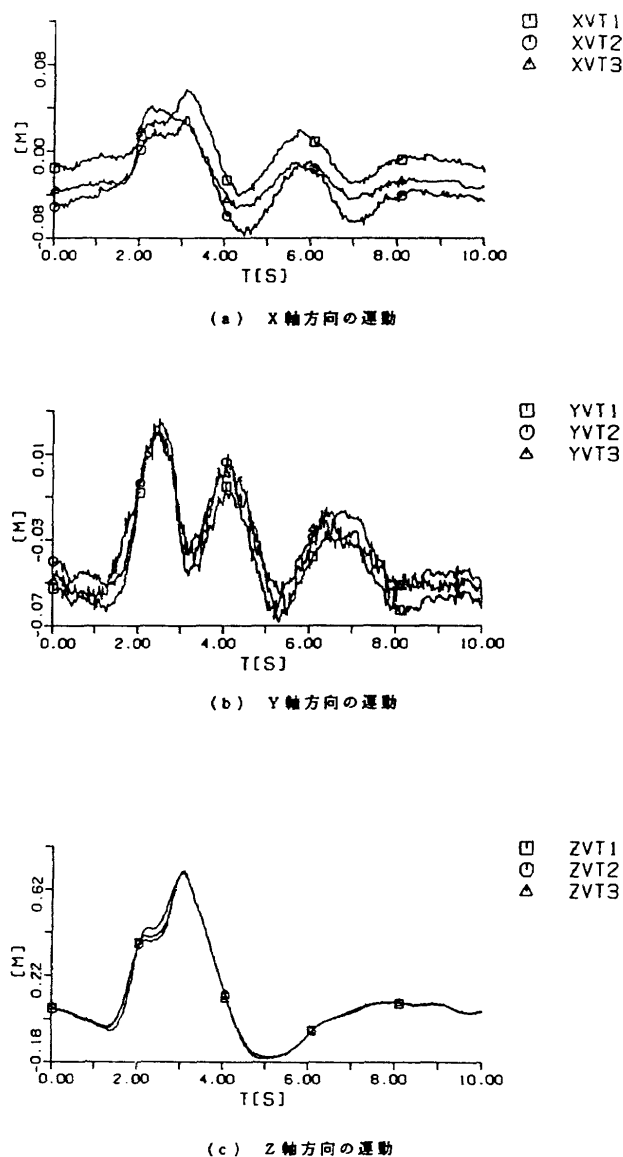 XVT1
XVT2
XVT3
0.08
0.00
-0.08
[M]
0.00 2.00 4.00 6.00 8.00 10.00
T[S]
(a) X軸方向の運動
YVT1
YVT2
YVT3
0.01
-0.03
-0.07
[M]
0.00 2.00 4.00 6.00 8.00 10.00
T[S]
(b) Y軸方向の運動
ZVT1
ZVT2
ZVT3
0.62
0.22
-0.18
[M]
0.00 2.00 4.00 6.00 8.00 10.00
T[S]
(c) Z軸方向の運動